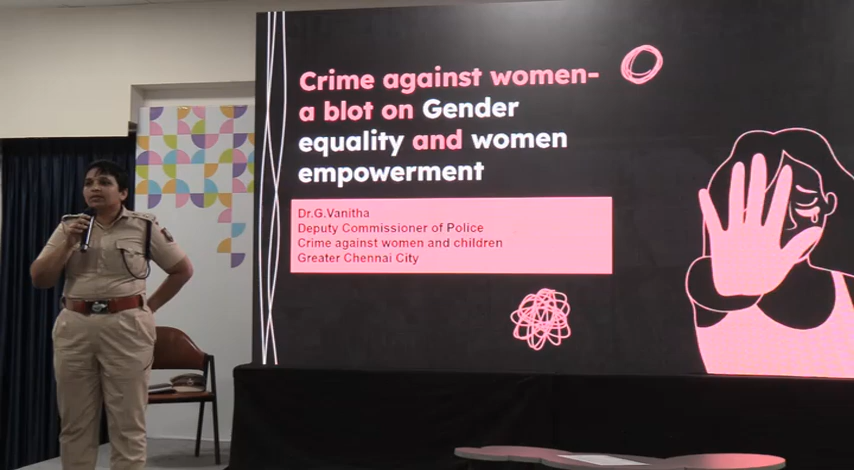 Crime against women-
a blot on Gender
equality and women
empowerment
Dr.G.Vanitha
Deputy Commissioner of Police
Crime against women and children
Greater Chennai City